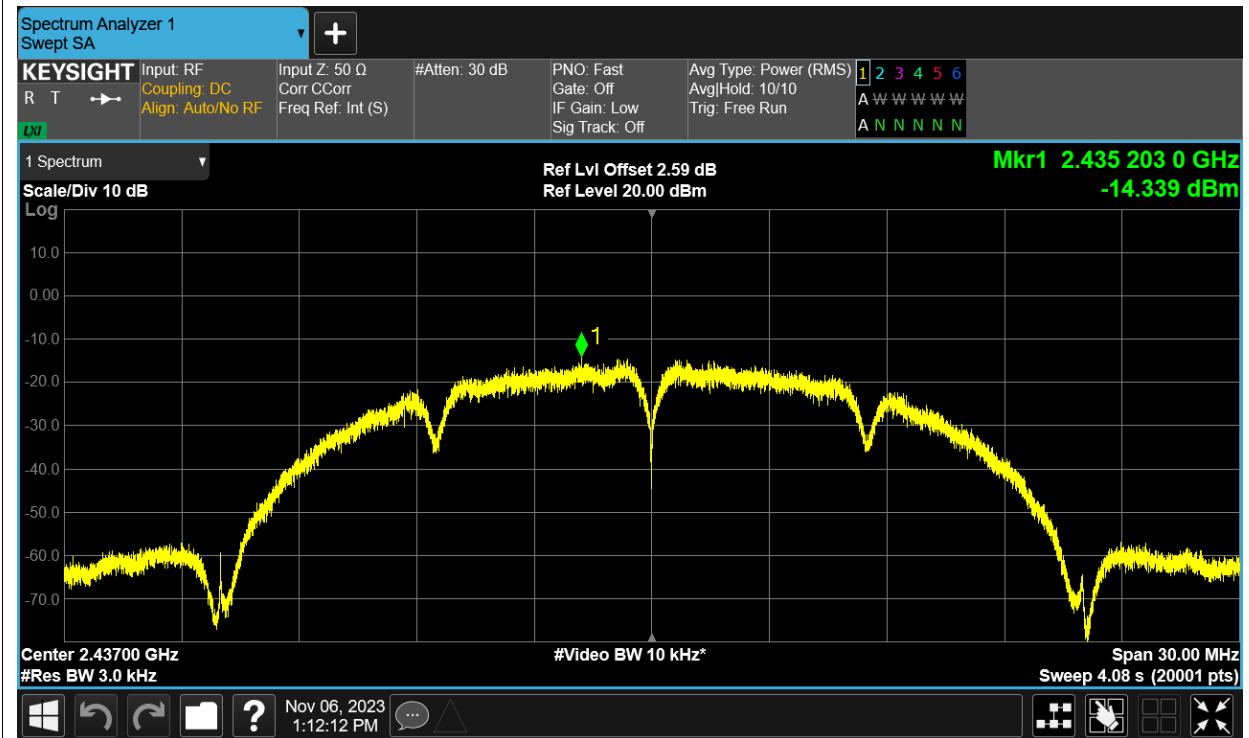 Spectrum Analyzer 1
Swept SA
+
KEYSIGHT
R T
LXI
Input: RF
Coupling: DC
Align: Auto/No RF
Input Z: 50 Ω
Corr CCorr
Freq Ref: Int (S)
#Atten: 30 dB
PNO: Fast
Gate: Off
IF Gain: Low
Sig Track: Off
Avg Type: Power (RMS)
Avg|Hold: 10/10
Trig: Free Run
1 2 3 4 5 6
A W W W W W
A N N N N N
1 Spectrum
Scale/Div 10 dB
Ref Lvl Offset 2.59 dB
Ref Level 20.00 dBm
Mkr1 2.435 203 0 GHz
-14.339 dBm
Log
10.0
0.00
-10.0
-20.0
-30.0
-40.0
-50.0
-60.0
-70.0
1
Center 2.43700 GHz
#Res BW 3.0 kHz
#Video BW 10 kHz*
Span 30.00 MHz
Sweep 4.08 s (20001 pts)
?
Nov 06, 2023
1:12:12 PM